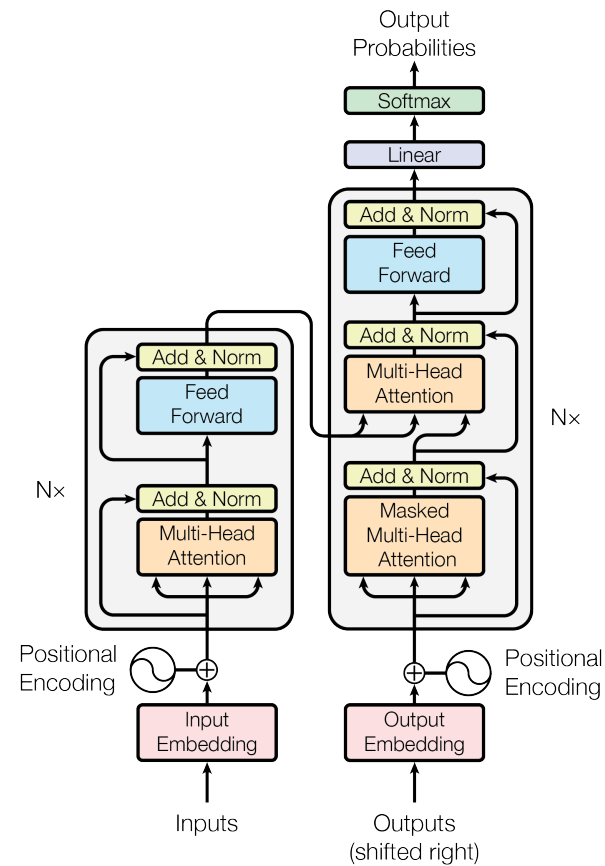 Output
Probabilities
Softmax
Linear
Add & Norm
Feed
Forward
Add & Norm
Multi-Head
Attention
Add & Norm
Masked
Multi-Head
Attention
Nx
Add & Norm
Feed
Forward
Add & Norm
Multi-Head
Attention
Nx
Positional
Encoding
Positional
Encoding
Input
Embedding
Output
Embedding
Inputs
Outputs
(shifted right)